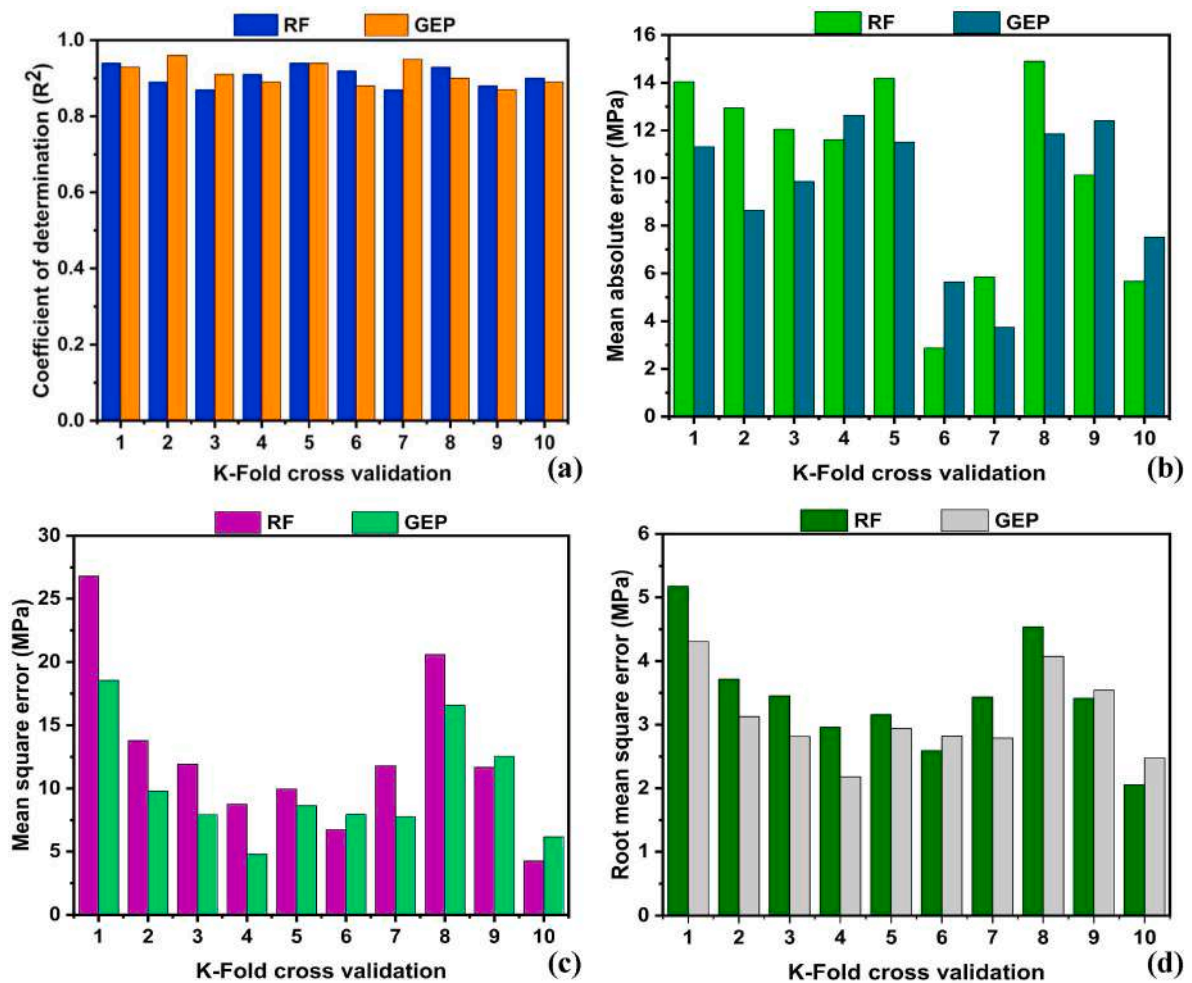 RF GEP
Coefficient of determination (R²)
1.0
0.8
0.6
0.4
0.2
0.0
1 2 3 4 5 6 7 8 9 10
K-Fold cross validation
(a)
RF GEP
Mean absolute error (MPa)
16
14
12
10
8
6
4
2
0
1 2 3 4 5 6 7 8 9 10
K-Fold cross validation
(b)
RF GEP
Mean square error (MPa)
30
25
20
15
10
5
0
1 2 3 4 5 6 7 8 9 10
K-Fold cross validation
(c)
RF GEP
Root mean square error (MPa)
6
5
4
3
2
1
0
1 2 3 4 5 6 7 8 9 10
K-Fold cross validation
(d)